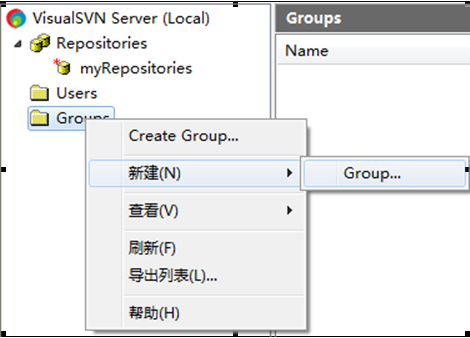 VisualSVN Server (Local)
Repositories
myRepositories
Users
Groups
Groups
Name
Create Group...
新建(N)
Group...
查看(V)
刷新(F)
导出列表(L)...
帮助(H)